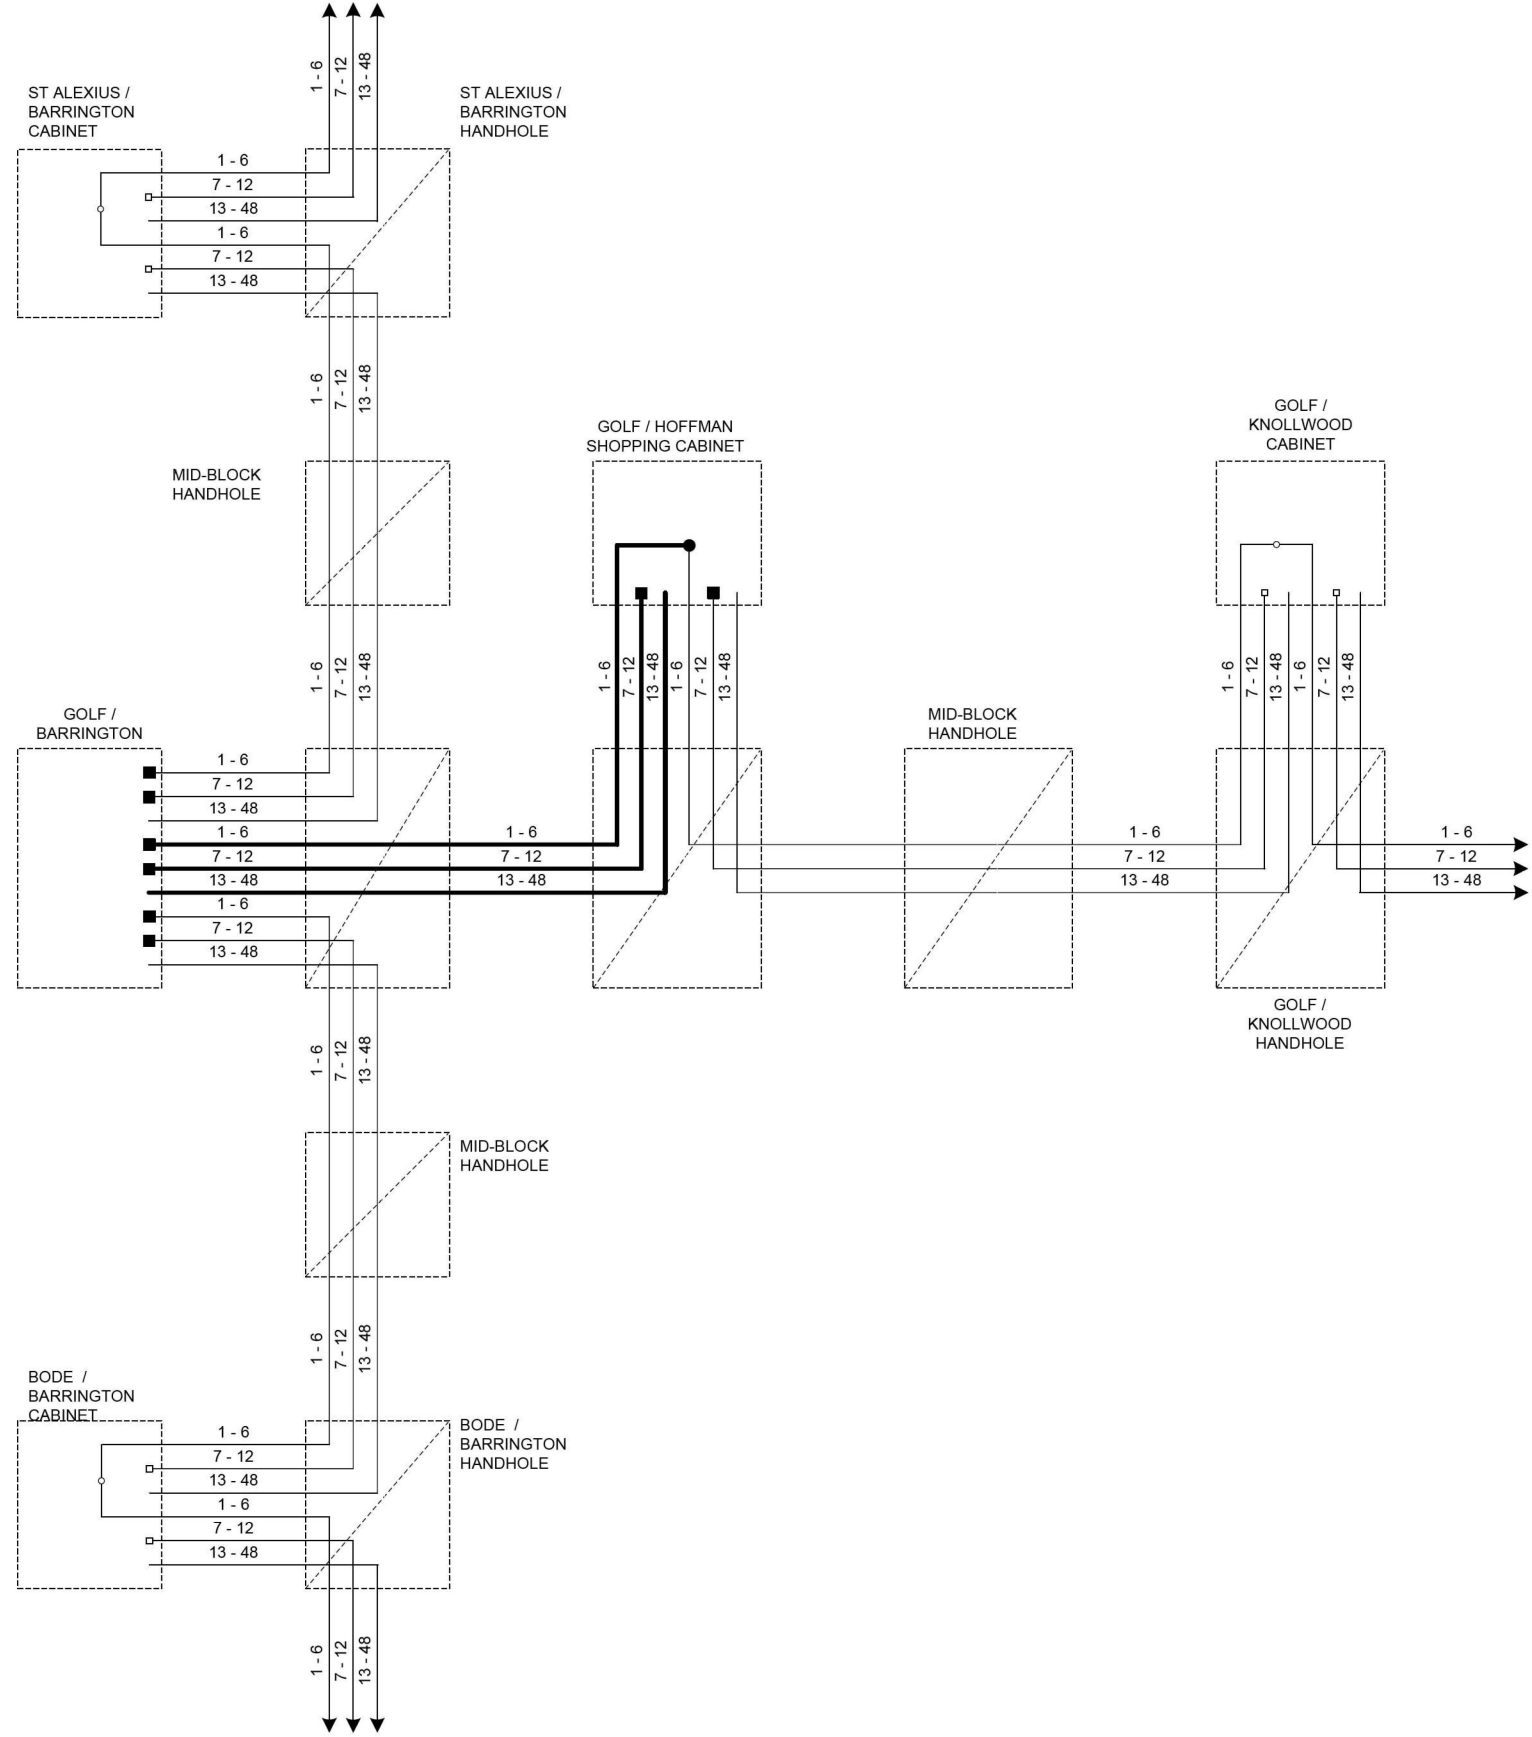 1 - 6
7 - 12
13 - 48
ST ALEXIUS /
BARRINGTON
CABINET
ST ALEXIUS /
BARRINGTON
HANDHOLE
1 - 6
7 - 12
13 - 48
1 - 6
7 - 12
13 - 48
1 - 6
7 - 12
13 - 48
MID-BLOCK
HANDHOLE
GOLF / HOFFMAN
SHOPPING CABINET
GOLF /
KNOLLWOOD
CABINET
1 - 6
7 - 12
13 - 48
1 - 6
7 - 12
13 - 48
1 - 6
7 - 12
13 - 48
1 - 6
7 - 12
13 - 48
1 - 6
7 - 12
13 - 48
GOLF /
BARRINGTON
MID-BLOCK
HANDHOLE
1 - 6
7 - 12
13 - 48
1 - 6
7 - 12
13 - 48
1 - 6
7 - 12
13 - 48
1 - 6
7 - 12
13 - 48
1 - 6
7 - 12
13 - 48
1 - 6
7 - 12
13 - 48
GOLF /
KNOLLWOOD
HANDHOLE
1 - 6
7 - 12
13 - 48
MID-BLOCK
HANDHOLE
1 - 6
7 - 12
13 - 48
BODE /
BARRINGTON
CABINET
BODE /
BARRINGTON
HANDHOLE
1 - 6
7 - 12
13 - 48
1 - 6
7 - 12
13 - 48
1 - 6
7 - 12
13 - 48